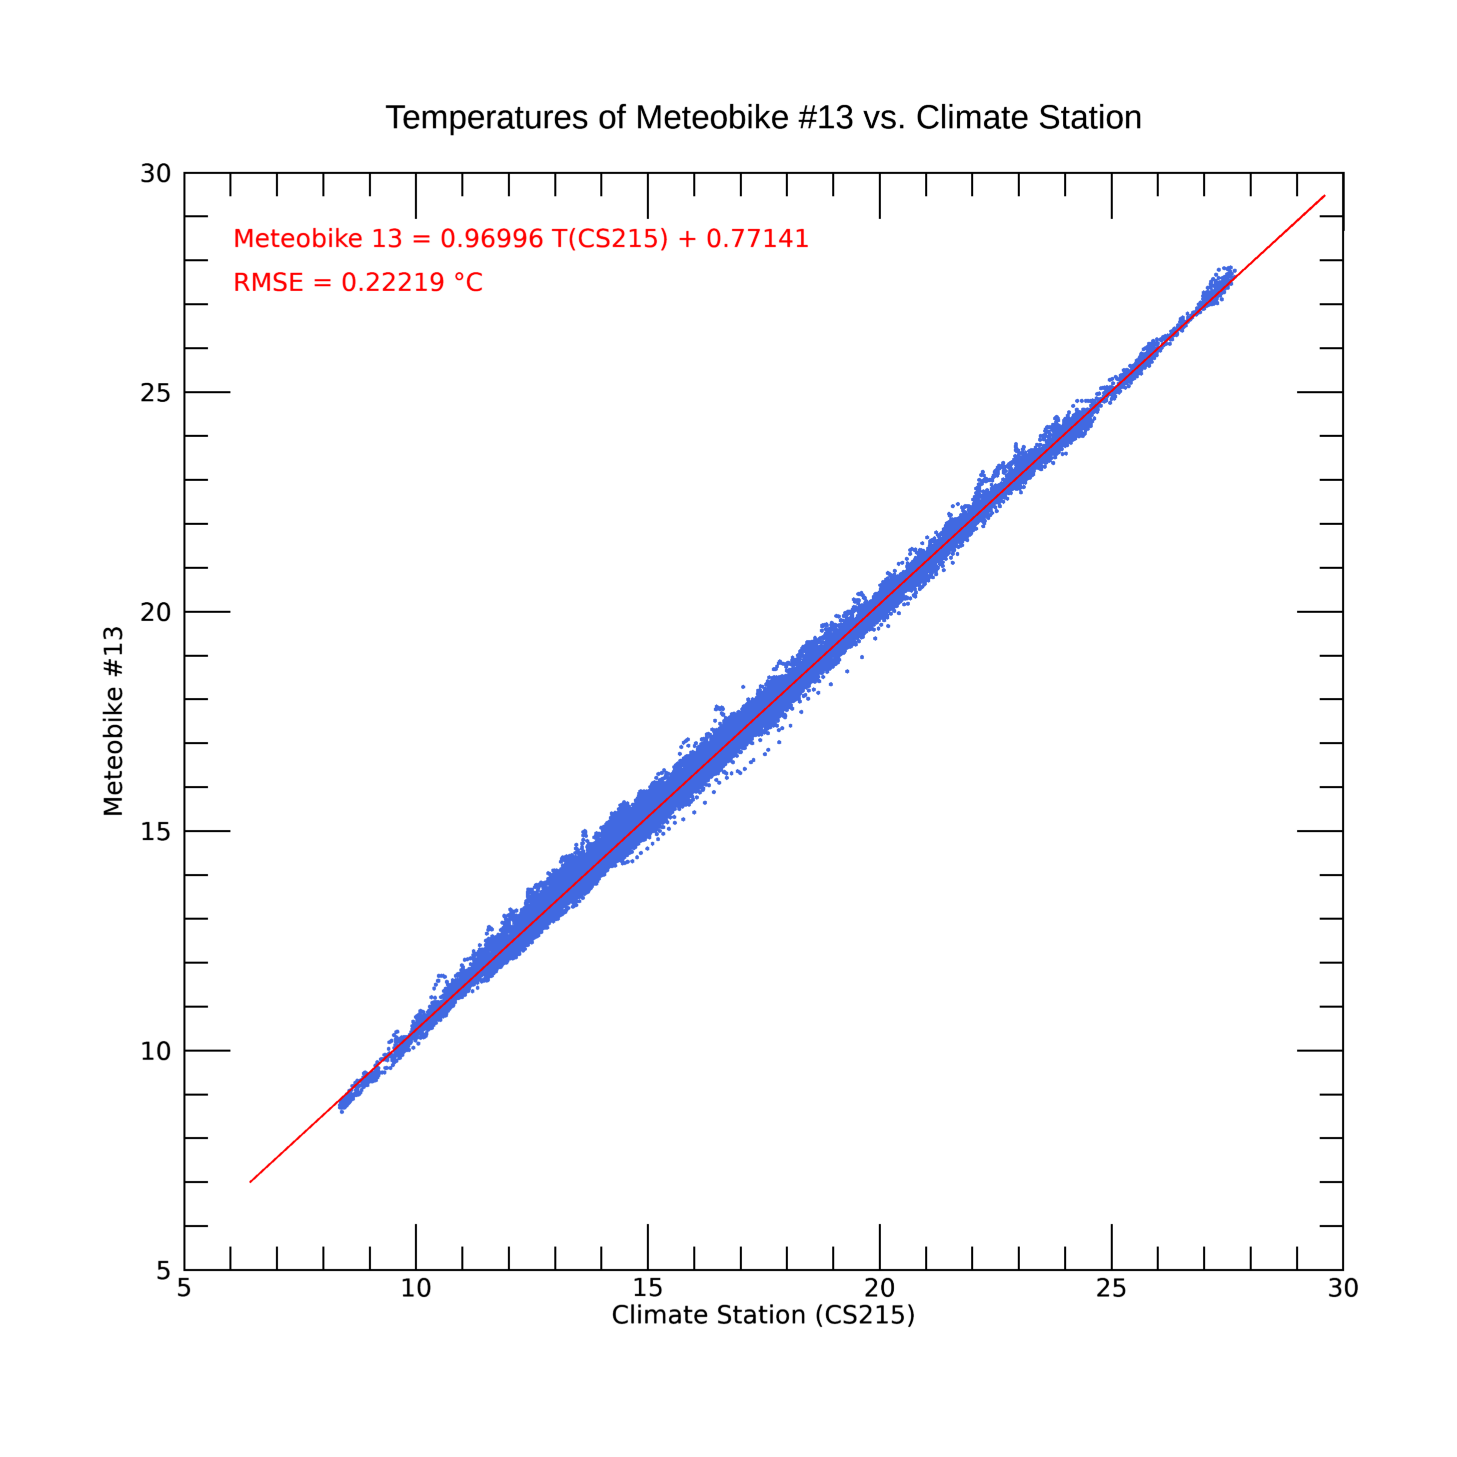 Temperatures of Meteobike #13 vs. Climate Station
30
Meteobike 13 = 0.96996 T(CS215) + 0.77141
RMSE = 0.22219 °C
25
20
Meteobike #13
15
10
5
5 10 15 20 25 30
Climate Station (CS215)